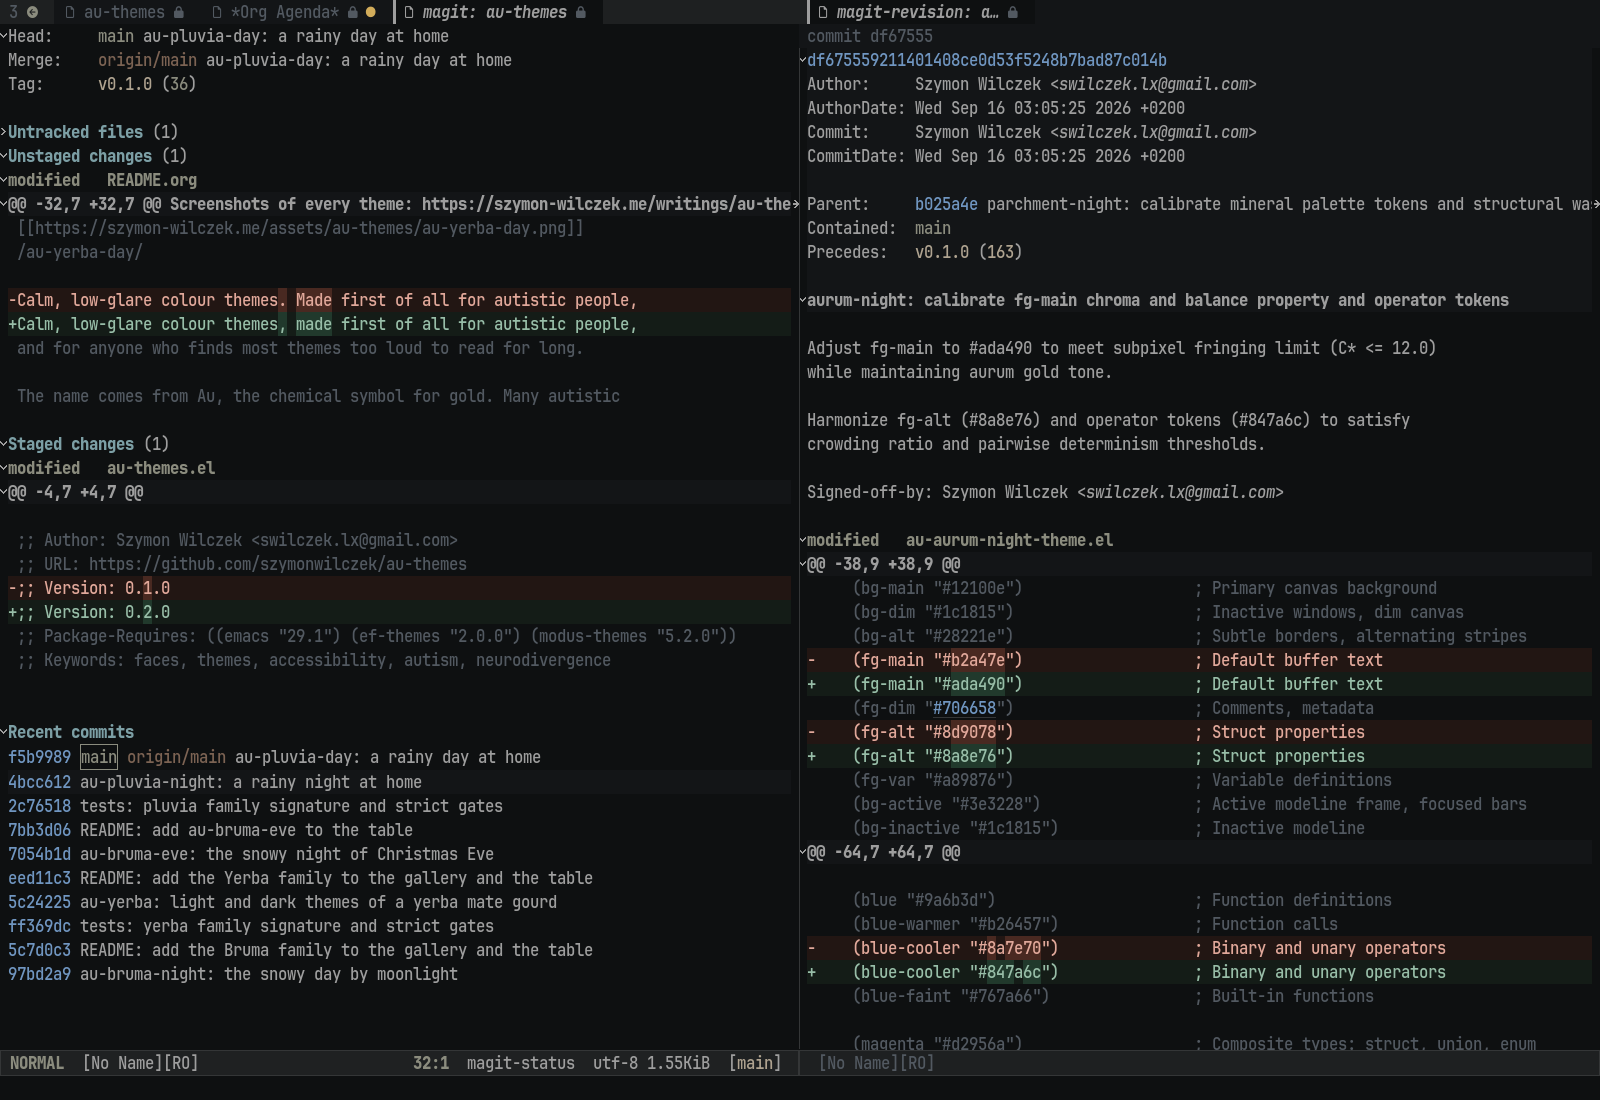 3 au-themes *Org Agenda* magit: au-themes
Head: main au-pluvia-day: a rainy day at home
Merge: origin/main au-pluvia-day: a rainy day at home
Tag: v0.1.0 (36)
Untracked files (1)
Unstaged changes (1)
modified README.org
@@ -32,7 +32,7 @@ Screenshots of every theme: https://szymon-wilczek.me/writings/au-the
[[https://szymon-wilczek.me/assets/au-themes/au-yerba-day.png]]
/au-yerba-day/
-Calm, low-glare colour themes. Made first of all for autistic people,
+Calm, low-glare colour themes, made first of all for autistic people,
and for anyone who finds most themes too loud to read for long.
The name comes from Au, the chemical symbol for gold. Many autistic
Staged changes (1)
modified au-themes.el
@@ -4,7 +4,7 @@
;; Author: Szymon Wilczek <swilczek.lx@gmail.com>
;; URL: https://github.com/szymonwilczek/au-themes
-;; Version: 0.1.0
+;; Version: 0.2.0
;; Package-Requires: ((emacs "29.1") (ef-themes "2.0.0") (modus-themes "5.2.0"))
;; Keywords: faces, themes, accessibility, autism, neurodivergence
Recent commits
f5b9989 main origin/main au-pluvia-day: a rainy day at home
4bcc612 au-pluvia-night: a rainy night at home
2c76518 tests: pluvia family signature and strict gates
7bb3d06 README: add au-bruma-eve to the table
7054b1d au-bruma-eve: the snowy night of Christmas Eve
eed11c3 README: add the Yerba family to the gallery and the table
5c24225 au-yerba: light and dark themes of a yerba mate gourd
ff369dc tests: yerba family signature and strict gates
5c7d0c3 README: add the Bruma family to the gallery and the table
97bd2a9 au-bruma-night: the snowy day by moonlight
NORMAL [No Name][RO] 32:1 magit-status utf-8 1.55KiB [main]
magit-revision: a…
commit df67555
df675559211401408ce0d53f5248b7bad87c014b
Author: Szymon Wilczek <swilczek.lx@gmail.com>
AuthorDate: Wed Sep 16 03:05:25 2026 +0200
Commit: Szymon Wilczek <swilczek.lx@gmail.com>
CommitDate: Wed Sep 16 03:05:25 2026 +0200
Parent: b025a4e parchment-night: calibrate mineral palette tokens and structural wa
Contained: main
Precedes: v0.1.0 (163)
aurum-night: calibrate fg-main chroma and balance property and operator tokens
Adjust fg-main to #ada490 to meet subpixel fringing limit (C* <= 12.0)
while maintaining aurum gold tone.
Harmonize fg-alt (#8a8e76) and operator tokens (#847a6c) to satisfy
crowding ratio and pairwise determinism thresholds.
Signed-off-by: Szymon Wilczek <swilczek.lx@gmail.com>
modified au-aurum-night-theme.el
@@ -38,9 +38,9 @@
(bg-main "#12100e") ; Primary canvas background
(bg-dim "#1c1815") ; Inactive windows, dim canvas
(bg-alt "#28221e") ; Subtle borders, alternating stripes
- (fg-main "#b2a47e") ; Default buffer text
+ (fg-main "#ada490") ; Default buffer text
(fg-dim "#706658") ; Comments, metadata
- (fg-alt "#8d9078") ; Struct properties
+ (fg-alt "#8a8e76") ; Struct properties
(fg-var "#a89876") ; Variable definitions
(bg-active "#3e3228") ; Active modeline frame, focused bars
(bg-inactive "#1c1815") ; Inactive modeline
@@ -64,7 +64,7 @@
(blue "#9a6b3d") ; Function definitions
(blue-warmer "#b26457") ; Function calls
- (blue-cooler "#8a7e70") ; Binary and unary operators
+ (blue-cooler "#847a6c") ; Binary and unary operators
(blue-faint "#767a66") ; Built-in functions
(magenta "#d2956a") ; Composite types: struct, union, enum
[No Name][RO]